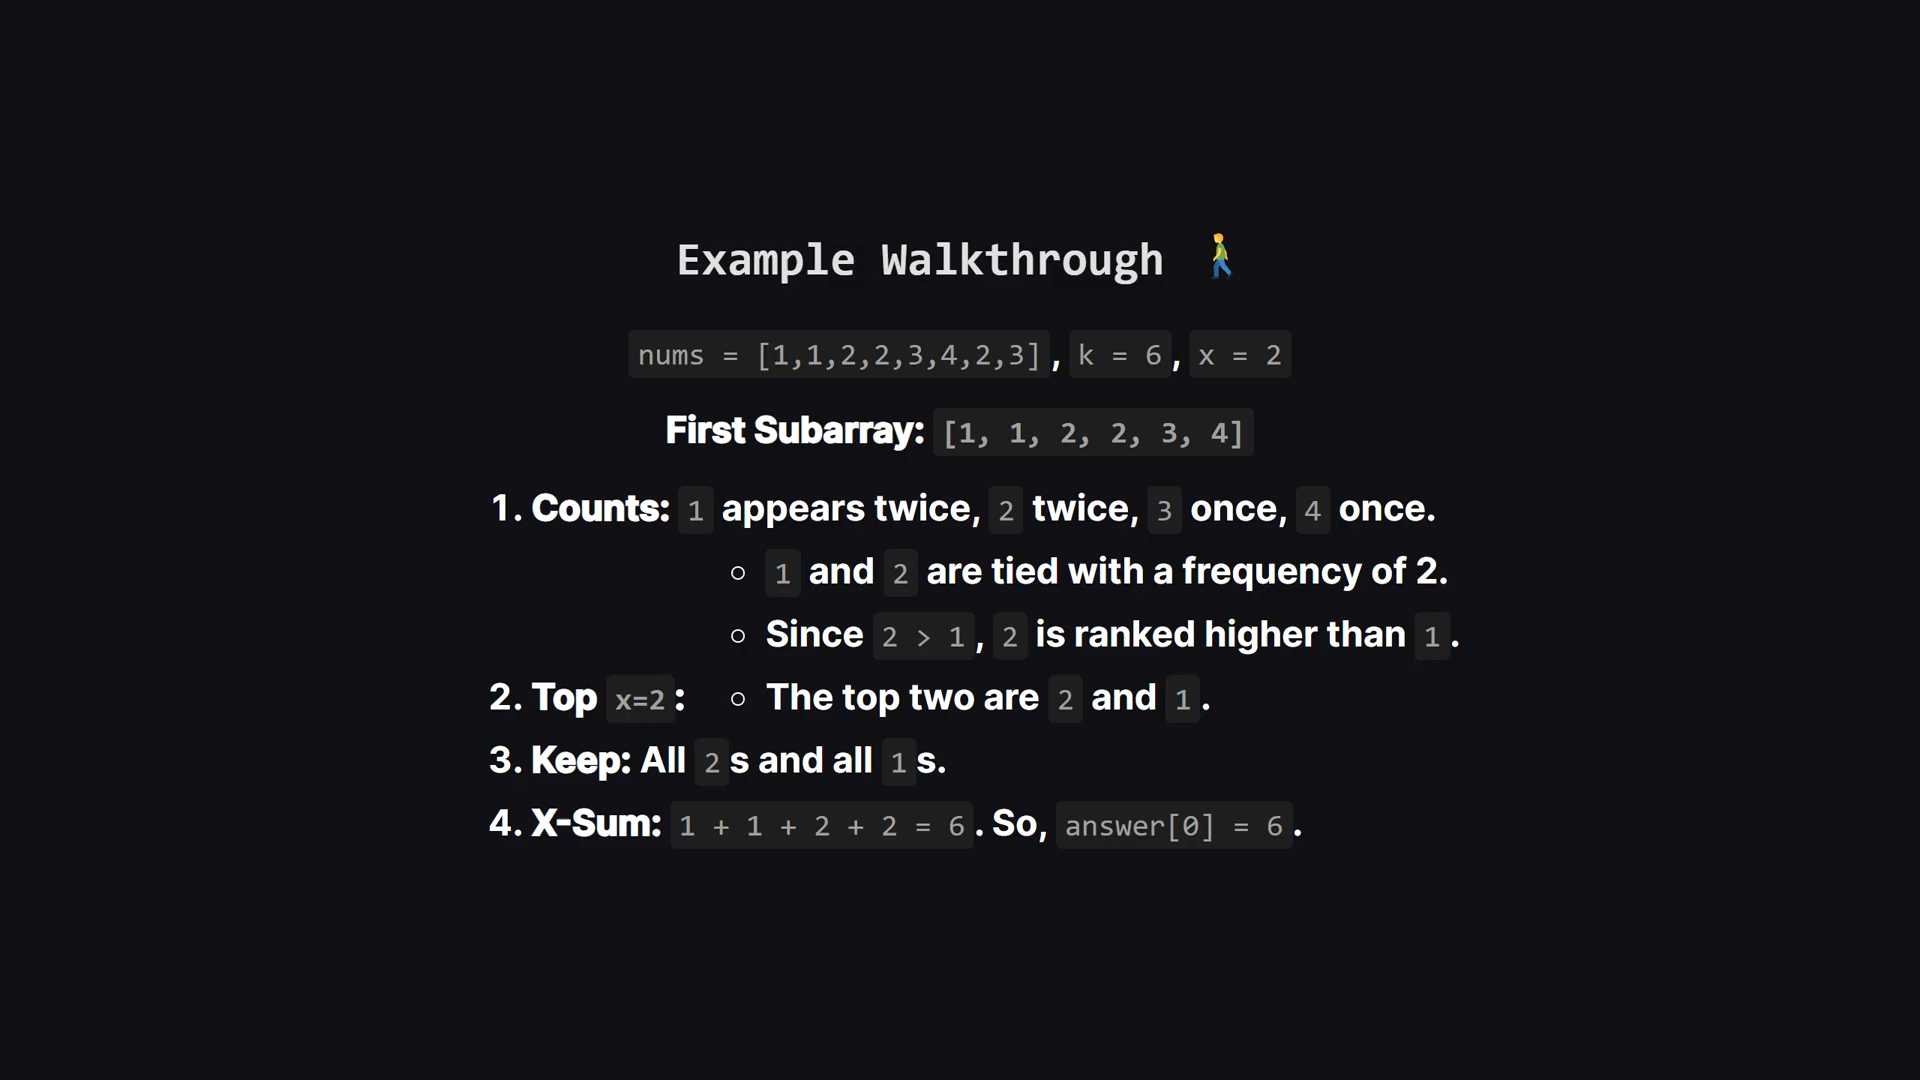 Example Walkthrough 🚶‍♂️
nums = [1,1,2,2,3,4,2,3], k = 6, x = 2
First Subarray: [1, 1, 2, 2, 3, 4]
1. Counts: 1 appears twice, 2 twice, 3 once, 4 once.
○ 1 and 2 are tied with a frequency of 2.
○ Since 2 > 1, 2 is ranked higher than 1.
2. Top x=2: ○ The top two are 2 and 1.
3. Keep: All 2s and all 1s.
4. X-Sum: 1 + 1 + 2 + 2 = 6. So, answer[0] = 6.